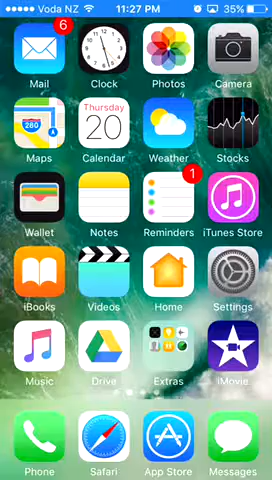 Voda NZ 11:27 PM 35%
6
Mail Clock Photos Camera
280 Thursday 20
Maps Calendar Weather Stocks
1
Wallet Notes Reminders iTunes Store
iBooks Videos Home Settings
Music Drive Extras iMovie
Phone Safari App Store Messages